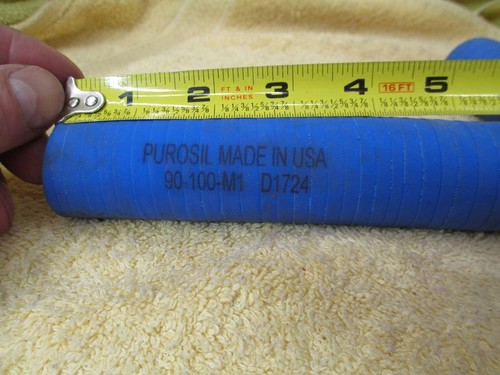 1 2 FT & IN INCHES 3 4 16 FT 5
PUROSIL MADE IN USA
90-100-M1 D1724